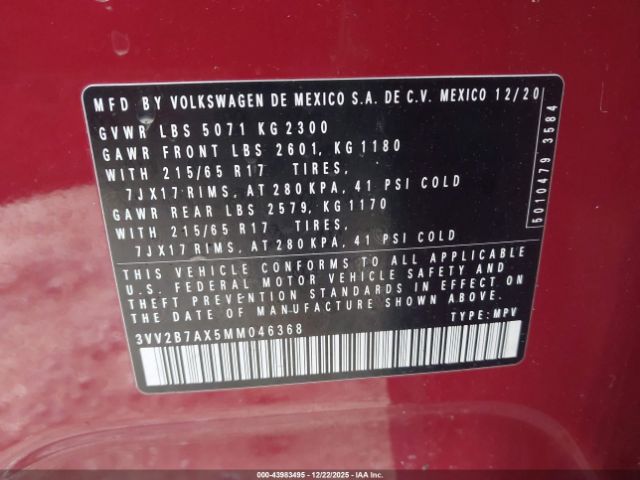 MFD BY VOLKSWAGEN DE MEXICO S.A. DE C.V. MEXICO 12/20
GVWR LBS 5071 KG 2300
GAWR FRONT LBS 2601, KG 1180
WITH 215/65 R17 TIRES,
7JX17 RIMS, AT 280 KPA, 41 PSI COLD
GAWR REAR LBS 2579, KG 1170
WITH 215/65 R17 TIRES,
7JX17 RIMS, AT 280 KPA, 41 PSI COLD
5010479 3584
THIS VEHICLE CONFORMS TO ALL APPLICABLE
U.S. FEDERAL MOTOR VEHICLE SAFETY AND
THEFT PREVENTION STANDARDS IN EFFECT ON
THE DATE OF MANUFACTURE SHOWN ABOVE.
3VV2B7AX5MM046368
TYPE: MPV
000-43983495 - 12/22/2025 - IAA Inc.